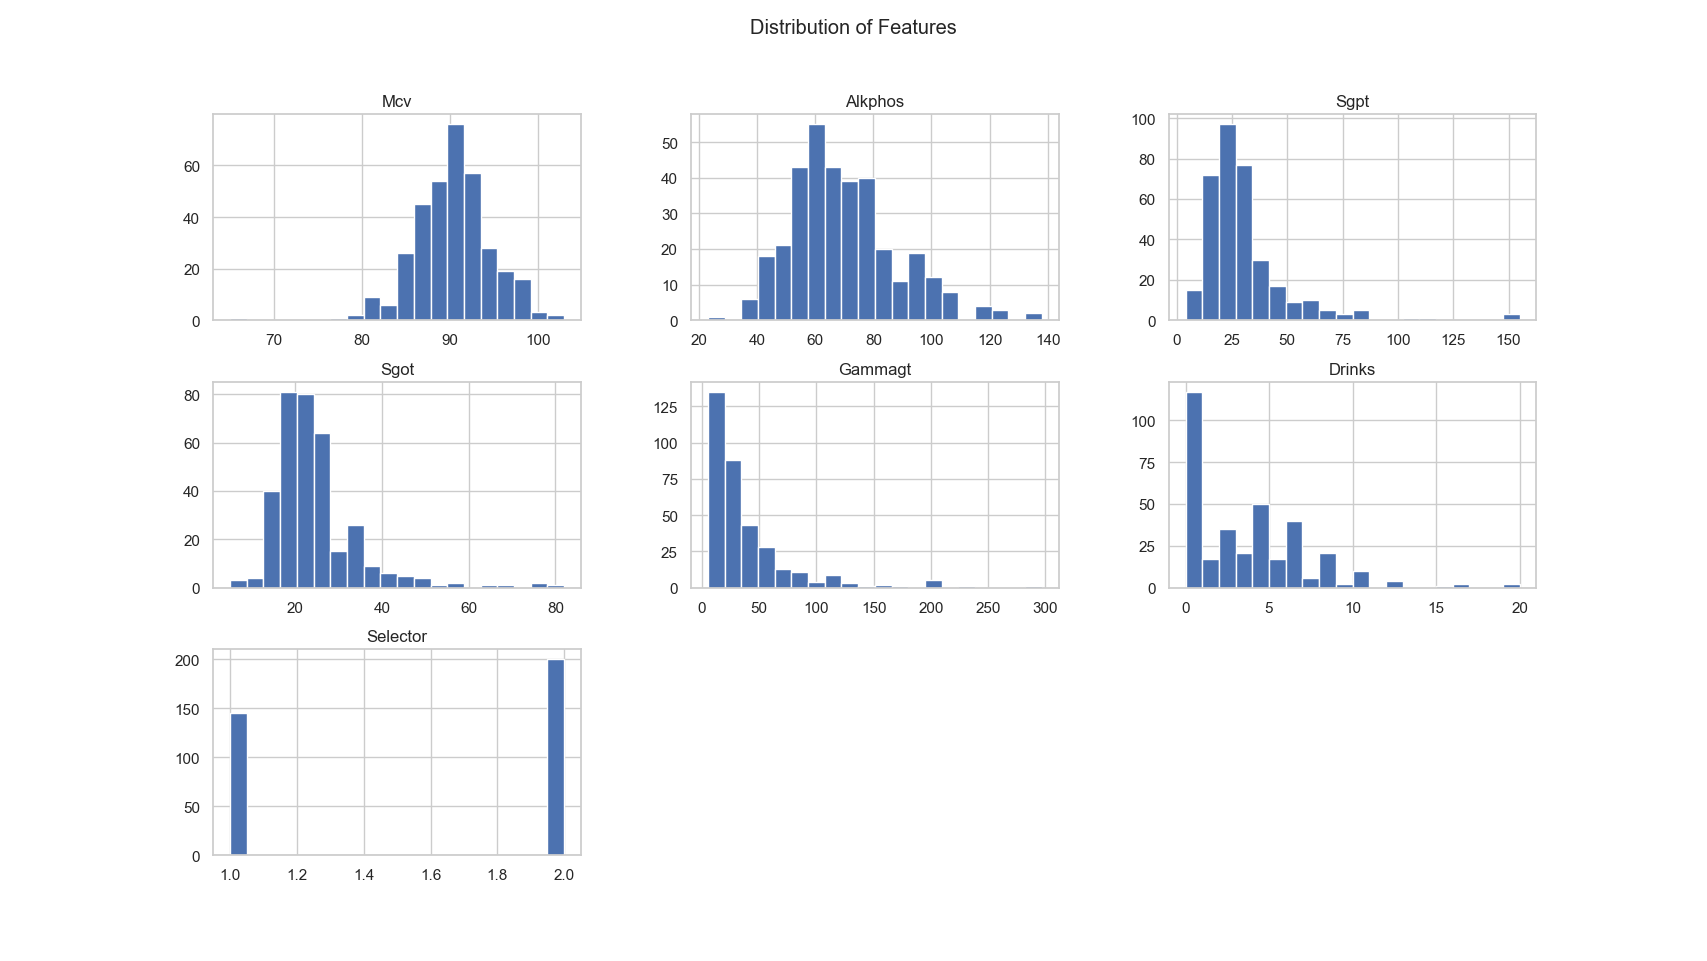 Distribution of Features
Mcv
60
40
20
0
70 80 90 100
Alkphos
50
40
30
20
10
0
20 40 60 80 100 120 140
Sgpt
100
80
60
40
20
0
0 25 50 75 100 125 150
Sgot
80
60
40
20
0
20 40 60 80
Gammagt
125
100
75
50
25
0
0 50 100 150 200 250 300
Drinks
100
75
50
25
0
0 5 10 15 20
Selector
200
150
100
50
0
1.0 1.2 1.4 1.6 1.8 2.0